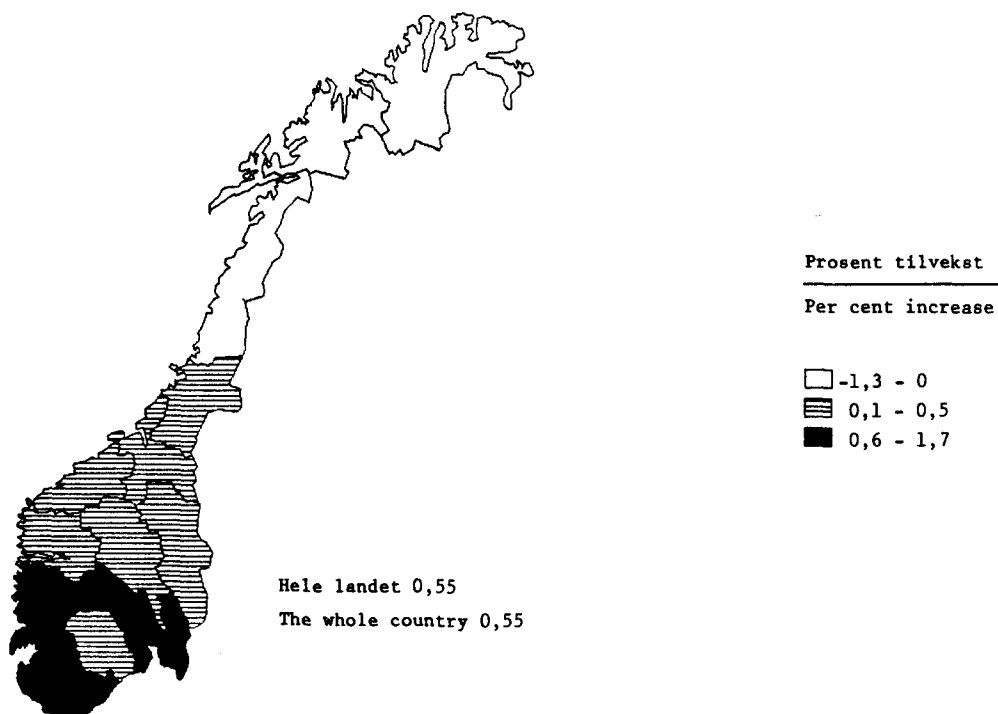 Prosent tilvekst
Per cent increase
-1,3 - 0
0,1 - 0,5
0,6 - 1,7
Hele landet 0,55
The whole country 0,55